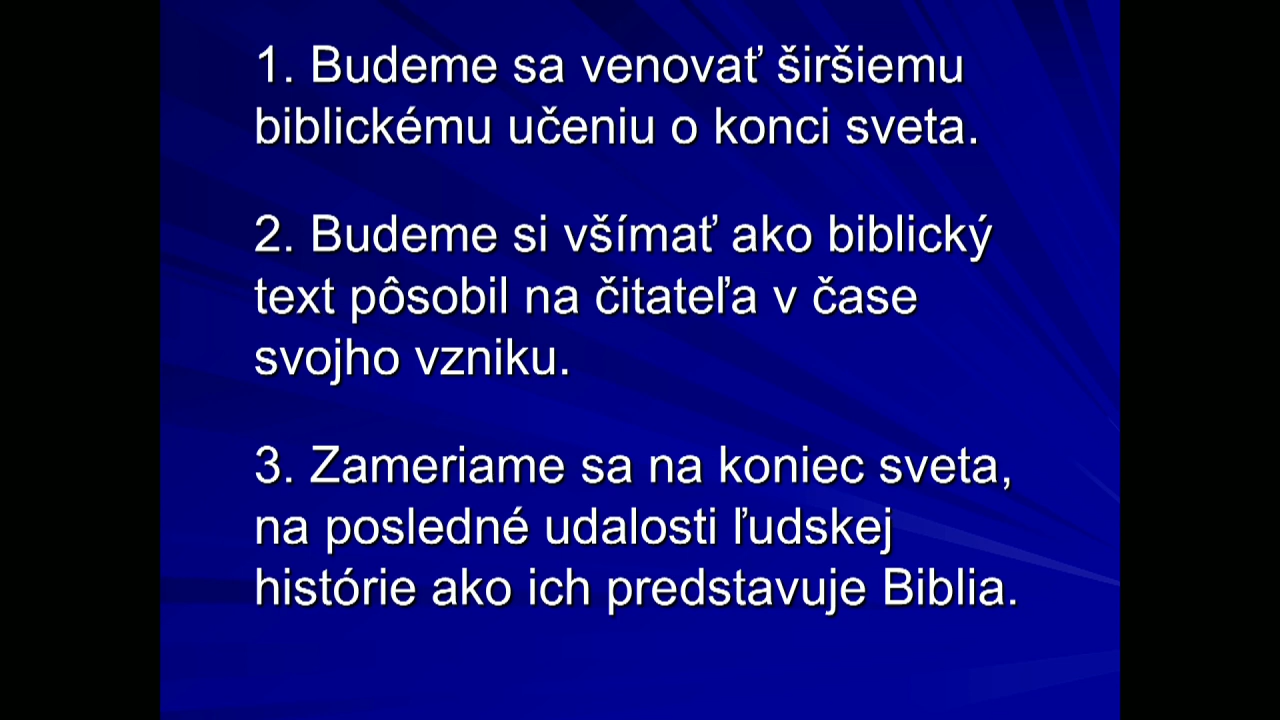 1. Budeme sa venovať širšiemu
biblickému učeniu o konci sveta.
2. Budeme si všímať ako biblický
text pôsobil na čitateľa v čase
svojho vzniku.
3. Zameriame sa na koniec sveta,
na posledné udalosti ľudskej
histórie ako ich predstavuje Biblia.